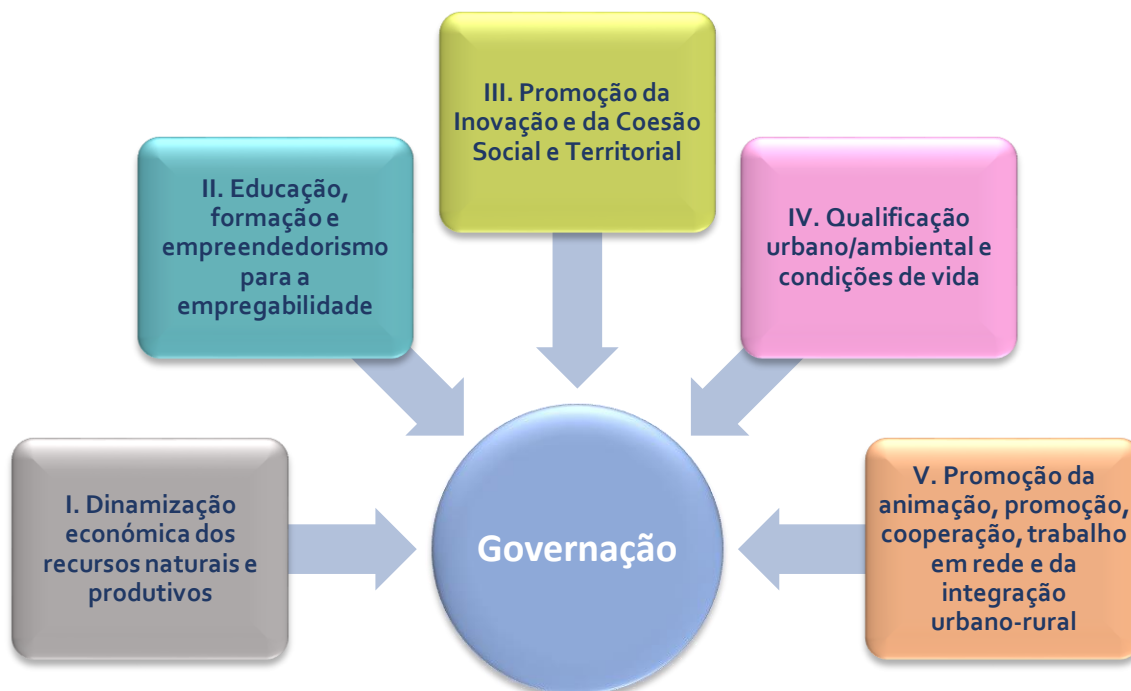 I. Dinamização
económica dos
recursos naturais e
produtivos
II. Educação,
formação e
empreendedorismo
para a
empregabilidade
III. Promoção da
Inovação e da Coesão
Social e Territorial
IV. Qualificação
urbano/ambiental e
condições de vida
V. Promoção da
animação, promoção,
cooperação, trabalho
em rede e da
integração
urbano-rural
Governação